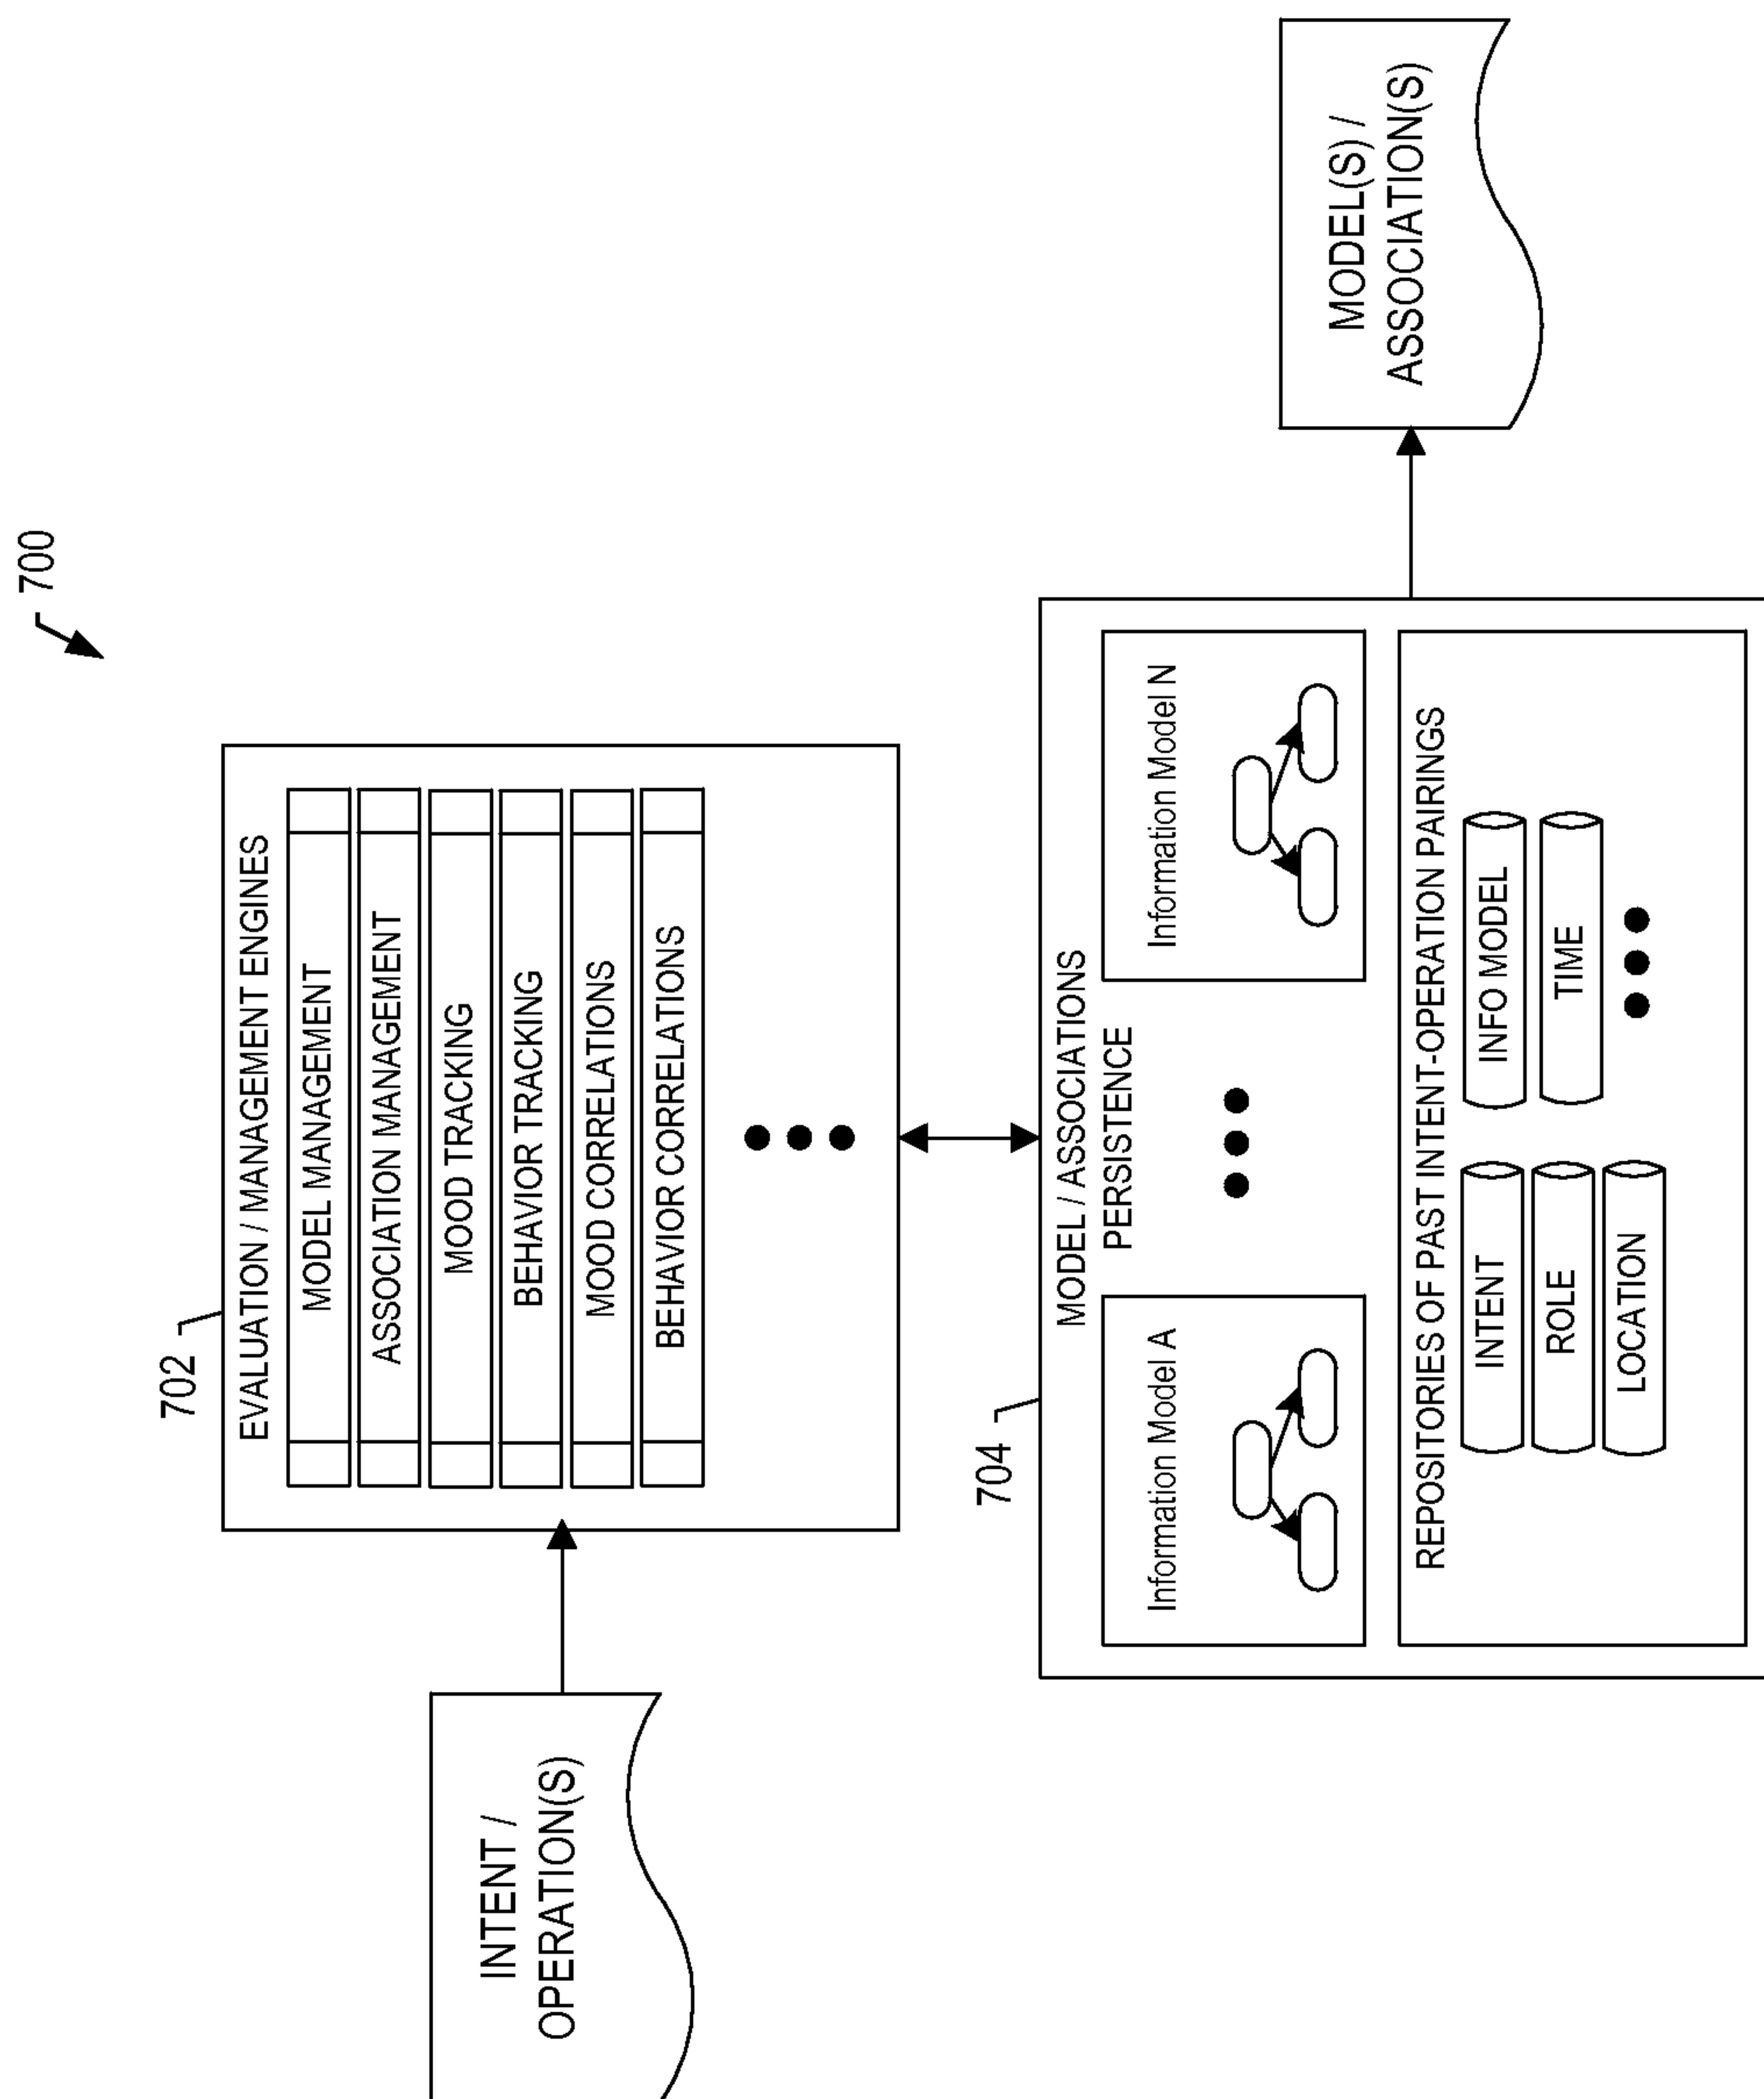 700
INTENT /
OPERATION(S)
702
EVALUATION / MANAGEMENT ENGINES
MODEL MANAGEMENT
ASSOCIATION MANAGEMENT
MOOD TRACKING
BEHAVIOR TRACKING
MOOD CORRELATIONS
BEHAVIOR CORRELATIONS
704
MODEL / ASSOCIATIONS
PERSISTENCE
Information Model A
Information Model N
REPOSITORIES OF PAST INTENT-OPERATION PAIRINGS
INTENT
ROLE
LOCATION
INFO MODEL
TIME
MODEL(S) /
ASSOCIATION(S)